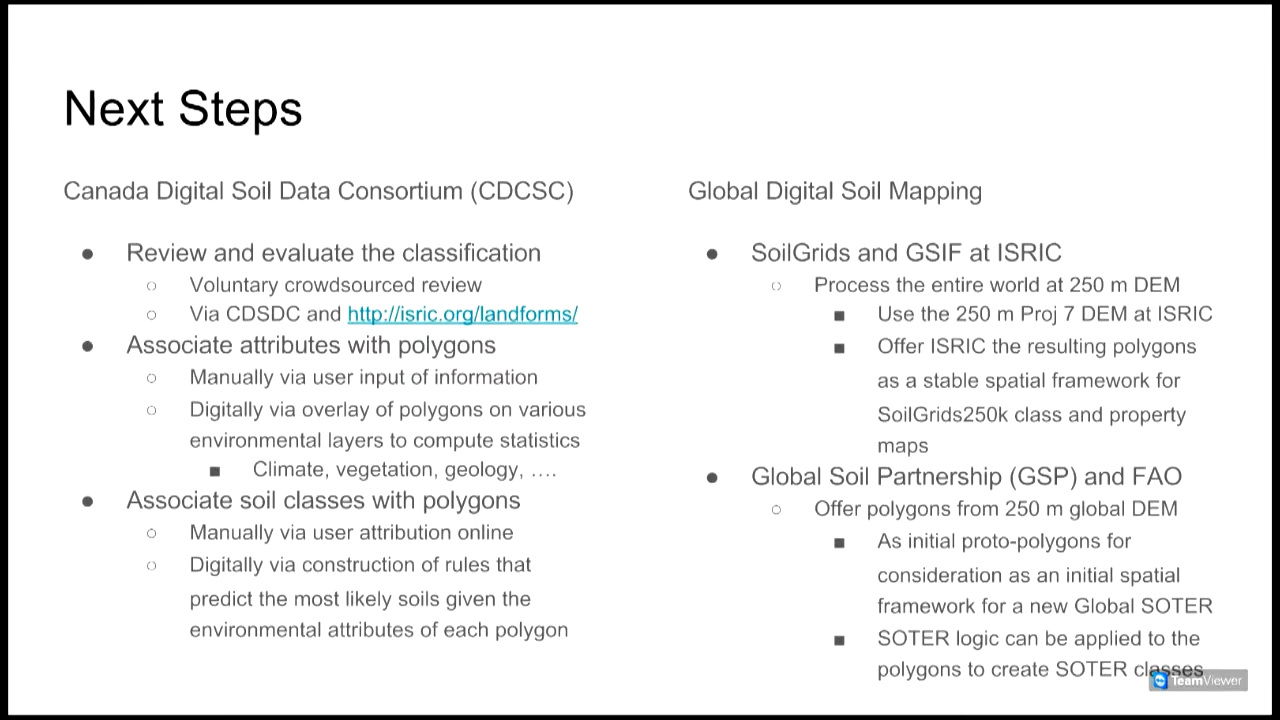 Next Steps
Canada Digital Soil Data Consortium (CDCSC)
● Review and evaluate the classification
○ Voluntary crowdsourced review
○ Via CDSDC and http://isric.org/landforms/
● Associate attributes with polygons
○ Manually via user input of information
○ Digitally via overlay of polygons on various
environmental layers to compute statistics
■ Climate, vegetation, geology, ….
● Associate soil classes with polygons
○ Manually via user attribution online
○ Digitally via construction of rules that
predict the most likely soils given the
environmental attributes of each polygon
Global Digital Soil Mapping
● SoilGrids and GSIF at ISRIC
○ Process the entire world at 250 m DEM
■ Use the 250 m Proj 7 DEM at ISRIC
■ Offer ISRIC the resulting polygons
as a stable spatial framework for
SoilGrids250k class and property
maps
● Global Soil Partnership (GSP) and FAO
○ Offer polygons from 250 m global DEM
■ As initial proto-polygons for
consideration as an initial spatial
framework for a new Global SOTER
■ SOTER logic can be applied to the
polygons to create SOTER classes
TeamViewer